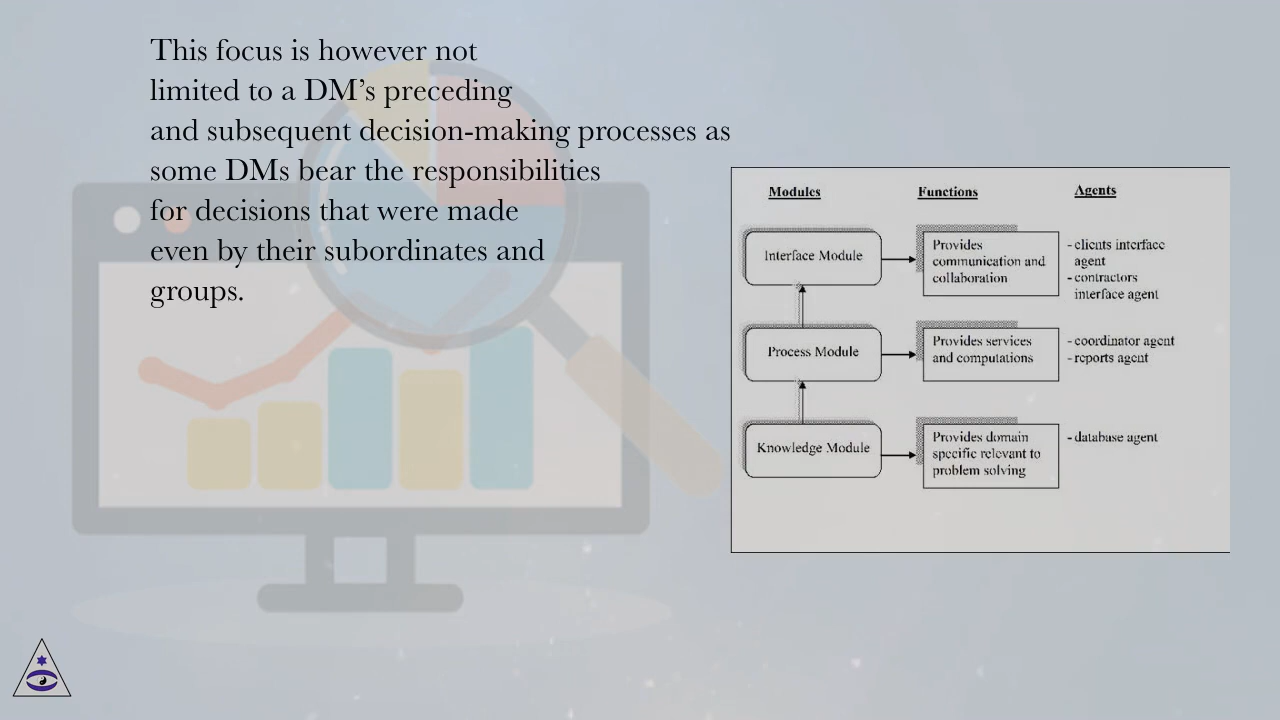 This focus is however not
limited to a DM’s preceding
and subsequent decision-making processes as
some DMs bear the responsibilities
for decisions that were made
even by their subordinates and
groups.
Modules
Functions
Agents
Interface Module
Provides
communication and
collaboration
- clients interface
agent
- contractors
interface agent
Process Module
Provides services
and computations
- coordinator agent
- reports agent
Knowledge Module
Provides domain
specific relevant to
problem solving
- database agent